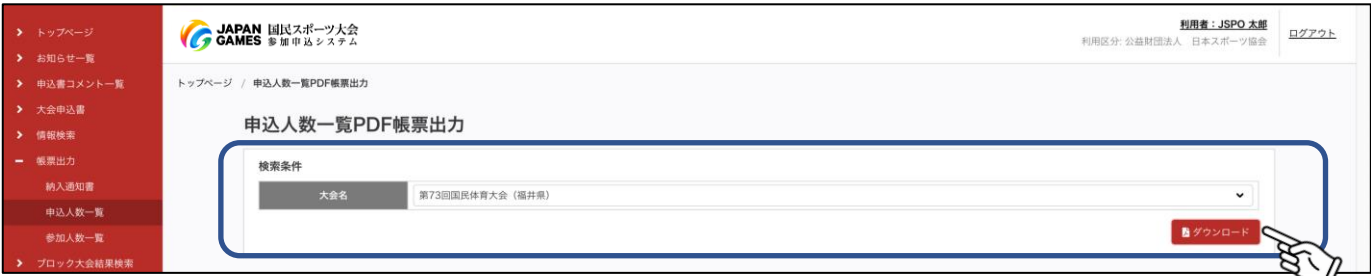 トップページ
お知らせ一覧
申込書コメント一覧
大会申込書
情報検索
帳票出力
納入通知書
申込人数一覧
参加人数一覧
ブロック大会結果検索
JAPAN 国民スポーツ大会
GAMES 参加申込システム
利用者：JSPO 太郎
利用区分: 公益財団法人 日本スポーツ協会
ログアウト
トップページ / 申込人数一覧PDF帳票出力
申込人数一覧PDF帳票出力
検索条件
大会名 第73回国民体育大会（福井県）
ダウンロード